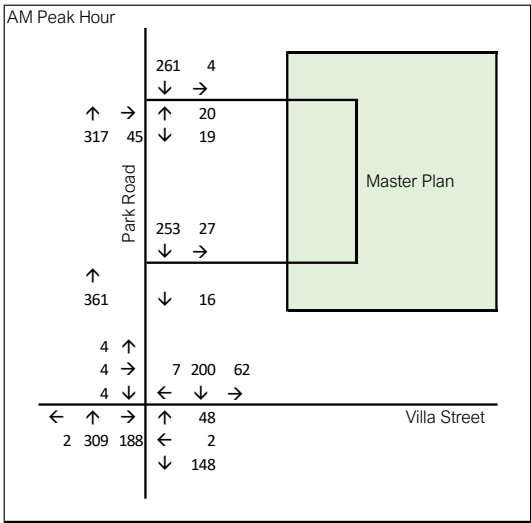 AM Peak Hour
261 4
↓ →
↑ → ↑ 20
317 45 ↓ 19
Master Plan
Park Road
253 27
↓ →
↑
361 ↓ 16
4 ↑
4 → 7 200 62
4 ↓ ← ↓ →
← ↑ → ↑ 48 Villa Street
2 309 188 ← 2
↓ 148